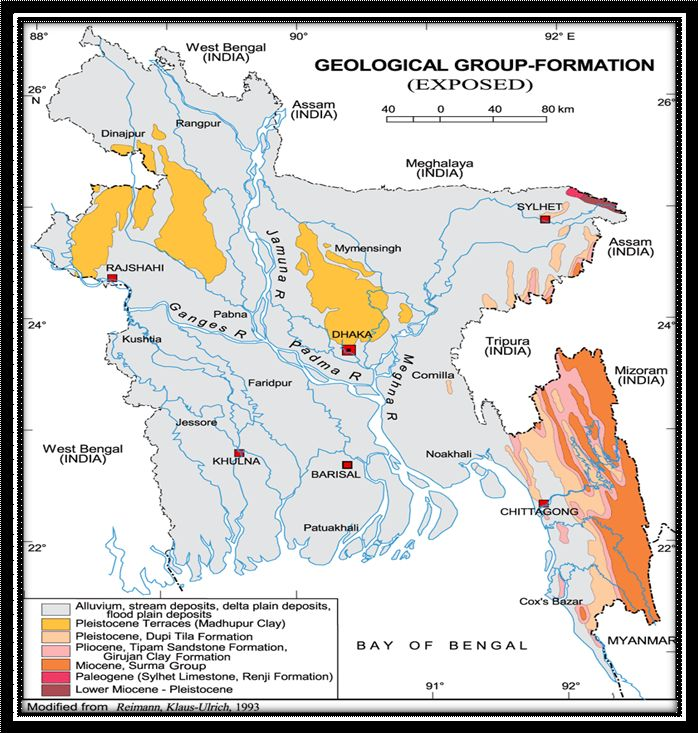 88°
90°
92° E
West Bengal
(INDIA)
GEOLOGICAL GROUP-FORMATION
(EXPOSED)
26°
N
26°
Assam
(INDIA)
40 0 40 80 km
Rangpur
Dinajpur
Meghalaya
(INDIA)
SYLHET
Assam
(INDIA)
Jamuna R
Mymensingh
RAJSHAHI
Ganges R
Pabna
24°
24°
DHAKA
Kushtia
Padma R
Tripura
(INDIA)
Meghna R
Mizoram
(INDIA)
Comilla
Faridpur
Jessore
West Bengal
(INDIA)
KHULNA
Noakhali
BARISAL
CHITTAGONG
Patuakhali
22°
22°
Cox's Bazar
MYANMAR
BAY OF BENGAL
Alluvium, stream deposits, delta plain deposits,
flood plain deposits
Pleistocene Terraces (Madhupur Clay)
Pleistocene, Dupi Tila Formation
Pliocene, Tipam Sandstone Formation,
Girujan Clay Formation
Miocene, Surma Group
Paleogene (Sylhet Limestone, Renji Formation)
Lower Miocene - Pleistocene
91°
92°
Modified from Reimann, Klaus-Ulrich, 1993